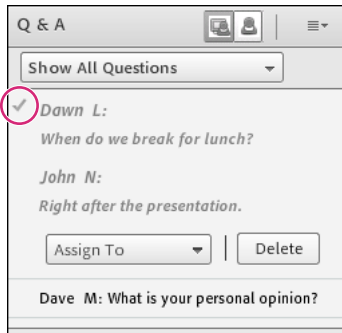 Q & A
Show All Questions
Dawn L:
When do we break for lunch?
John N:
Right after the presentation.
Assign To
Delete
Dave M: What is your personal opinion?